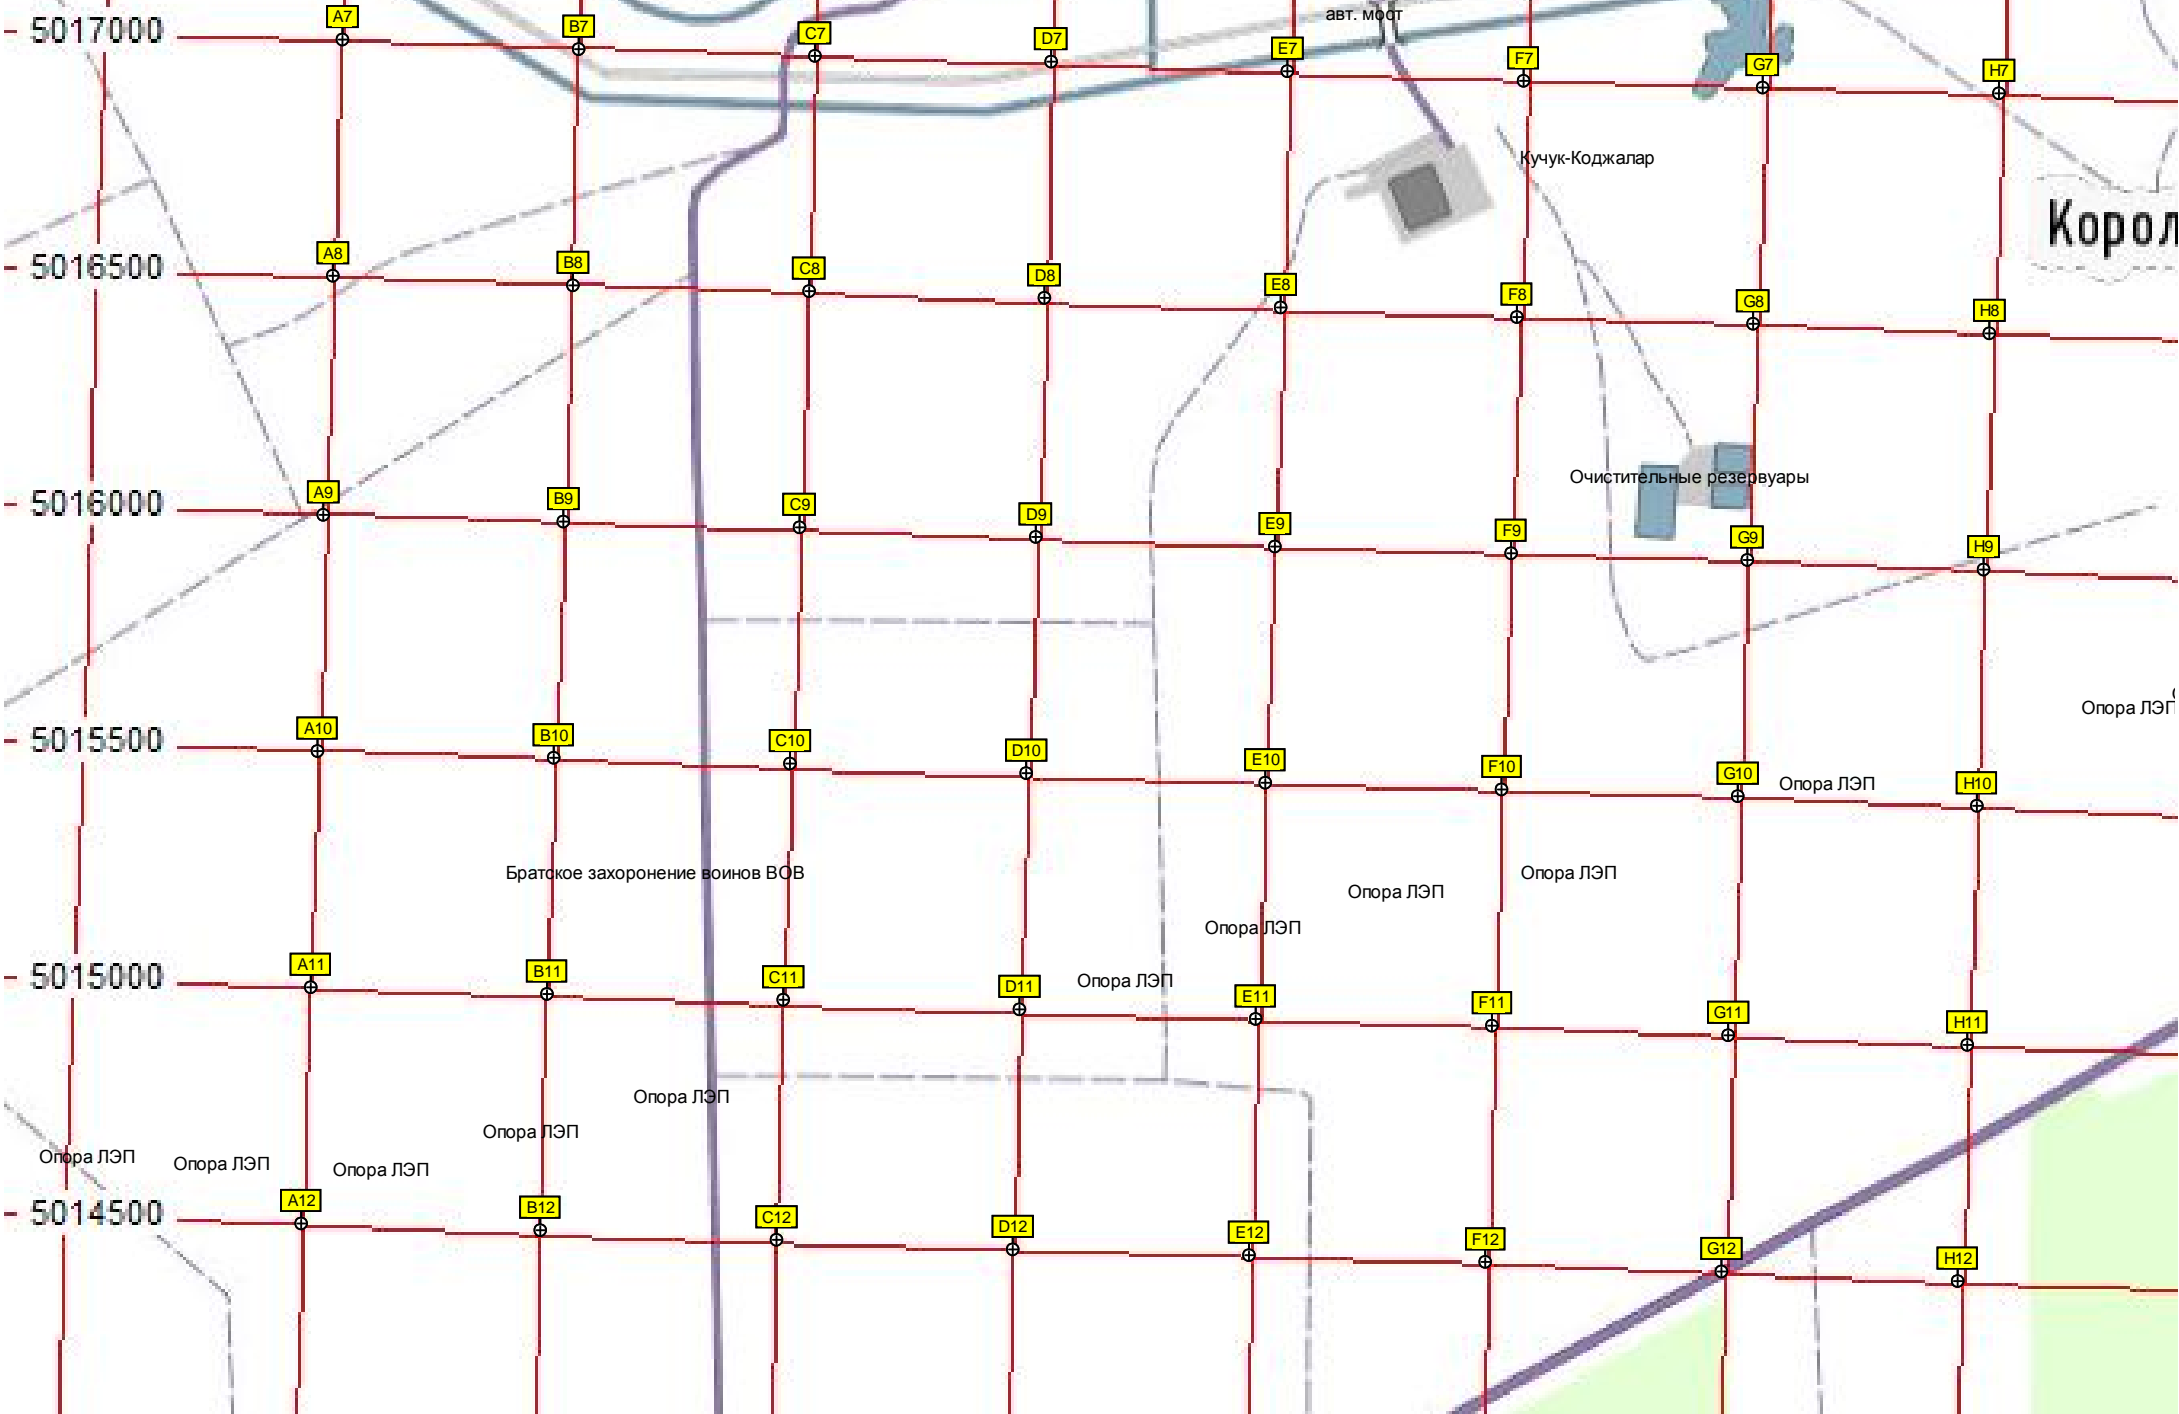 авт. мост
A7
B7
C7
D7
E7
F7
G7
H7
5017000
Кучук-Коджалар
Корол
A8
B8
C8
D8
E8
F8
G8
H8
5016500
Очистительные резервуары
A9
B9
C9
D9
E9
F9
G9
H9
5016000
Опора ЛЭП
A10
B10
C10
D10
E10
F10
G10
Опора ЛЭП
H10
5015500
Братское захоронение воинов ВОВ
Опора ЛЭП
Опора ЛЭП
Опора ЛЭП
Опора ЛЭП
A11
B11
C11
D11
E11
F11
G11
H11
5015000
Опора ЛЭП
Опора ЛЭП
Опора ЛЭП
Опора ЛЭП
Опора ЛЭП
A12
B12
C12
D12
E12
F12
G12
H12
5014500